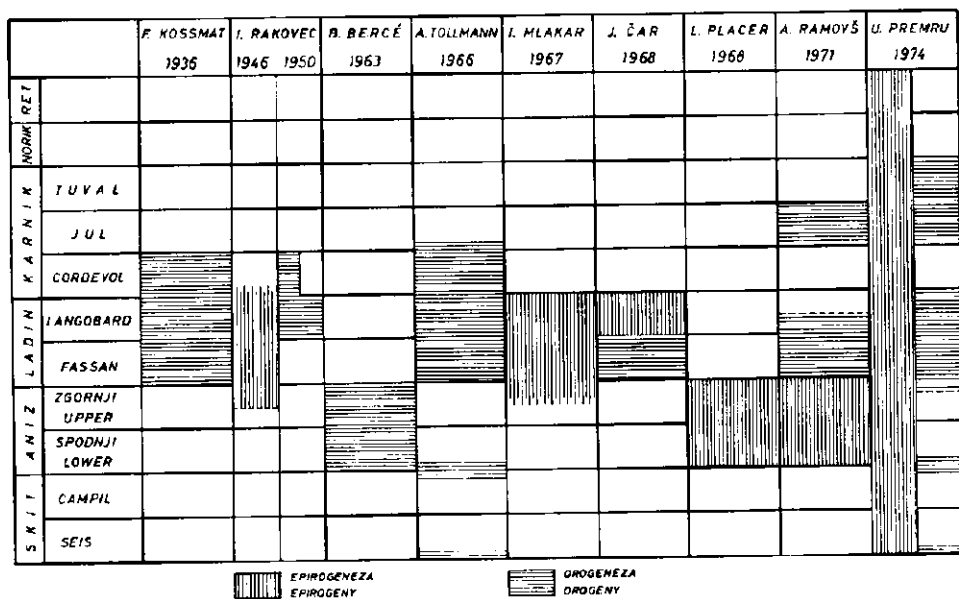 F. KOSSMAT I. RAKOVEC B. BERCÉ A. TOLLMANN I. MLAKAR J. ČAR L. PLACER A. RAMOVŠ U. PREMRU
1936 1946 1950 1963 1966 1967 1968 1968 1971 1974
RET
NORIK
KARNIK
TUVAL
JUL
CORDEVOL
LADIN
LANGOBARD
FASSAN
ANIZ
ZGORNJI
UPPER
SPODNJI
LOWER
SKIT
CAMPIL
SEIS
EPIROGENEZA OROGENEZA
EPIROGENY OROGENY